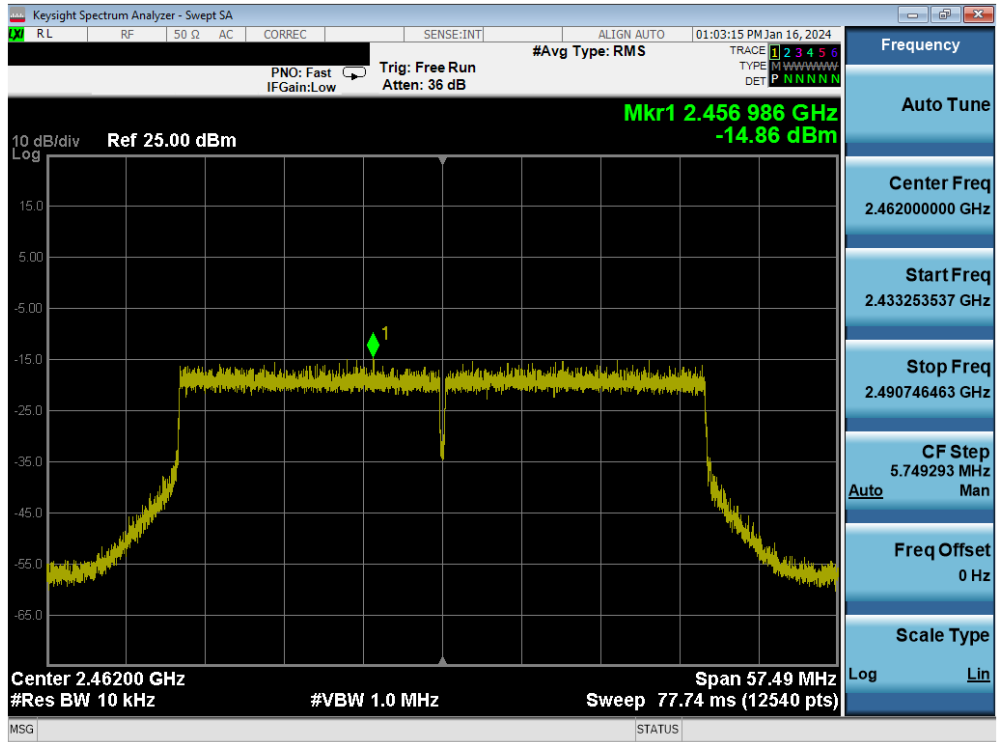 Keysight Spectrum Analyzer - Swept SA
LXI RL RF 50 Ω AC CORREC SENSE:INT ALIGN AUTO 01:03:15 PM Jan 16, 2024
#Avg Type: RMS TRACE 1 2 3 4 5 6
TYPE M W W W W W
DET P N N N N N
PNO: Fast Trig: Free Run
IFGain:Low Atten: 36 dB
Mkr1 2.456 986 GHz
-14.86 dBm
10 dB/div Ref 25.00 dBm
Log
15.0
5.00
-5.00
-15.0
-25.0
-35.0
-45.0
-55.0
-65.0
1
Center 2.46200 GHz Span 57.49 MHz
#Res BW 10 kHz #VBW 1.0 MHz Sweep 77.74 ms (12540 pts)
MSG STATUS
Frequency
Auto Tune
Center Freq
2.462000000 GHz
Start Freq
2.433253537 GHz
Stop Freq
2.490746463 GHz
CF Step
5.749293 MHz
Auto Man
Freq Offset
0 Hz
Scale Type
Log Lin